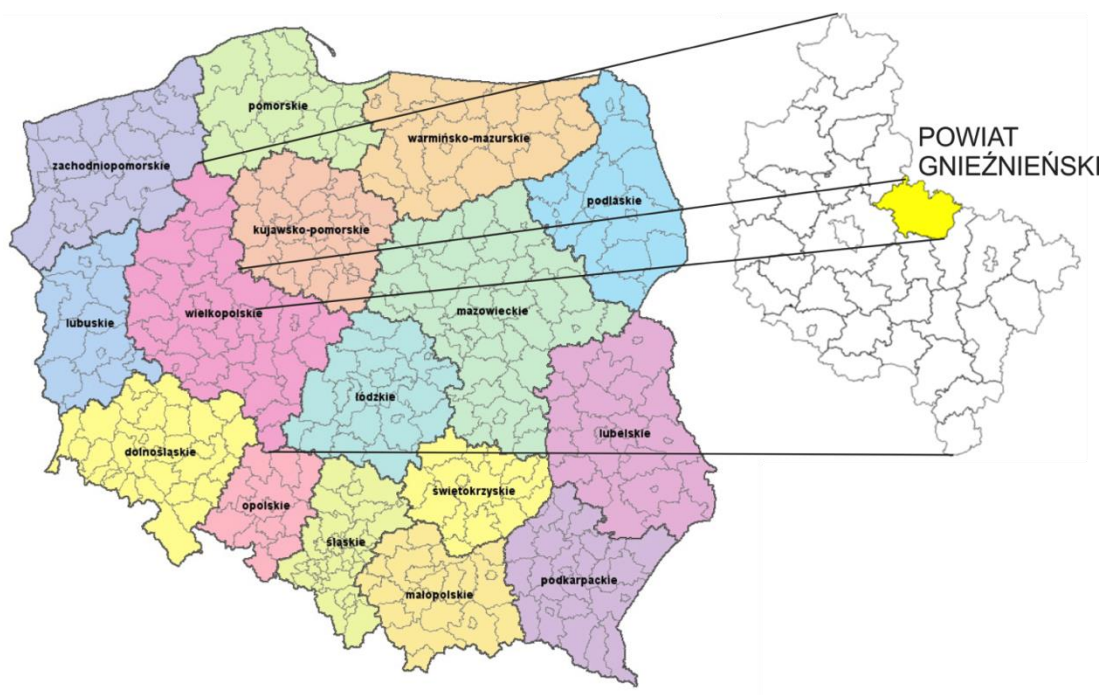 pomorskie
warmińsko-mazurskie
zachodniopomorskie
podlaskie
kujawsko-pomorskie
lubuskie
wielkopolskie
mazowieckie
łódzkie
lubelskie
dolnośląskie
opolskie
świętokrzyskie
śląskie
podkarpackie
małopolskie
POWIAT
GNIEŹNIEŃSKI